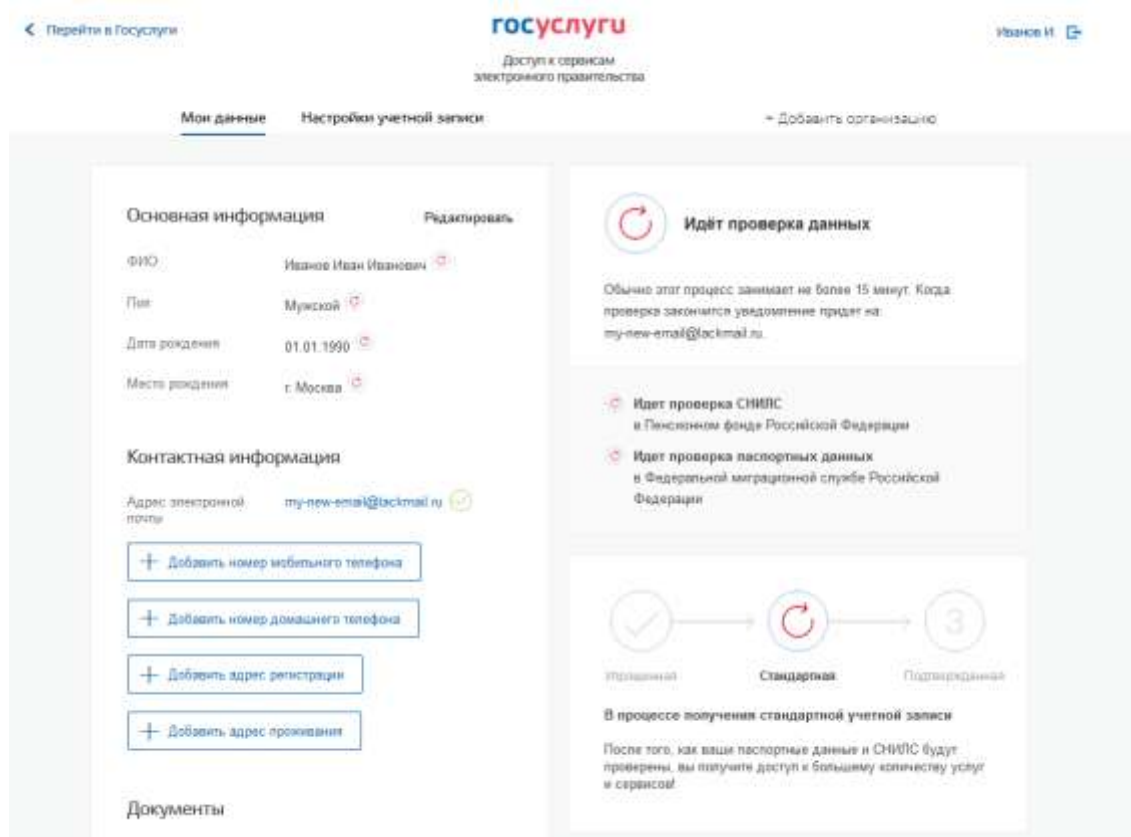 Перейти в Госуслуги
госуслуги
Иванов И
Доступ к сервисам
электронного правительства
Мои данные
Настройки учетной записи
+ Добавить организацию
Основная информация
Редактировать
ФИО
Иванов Иван Иванович
Пол
Мужской
Дата рождения
01.01.1990
Место рождения
г. Москва
Контактная информация
Адрес электронной
почты
my-new-email@lackmail.ru
Добавить номер мобильного телефона
Добавить номер домашнего телефона
Добавить адрес регистрации
Добавить адрес проживания
Документы
Идёт проверка данных
Обычно этот процесс занимает не более 15 минут. Когда
проверка закончится уведомление придет на:
my-new-email@lackmail.ru.
Идет проверка СНИЛС
в Пенсионном фонде Российской Федерации
Идет проверка паспортных данных
в Федеральной миграционной службе Российской
Федерации
3
Упрощенная
Стандартная
Подтвержденная
В процессе получения стандартной учетной записи
После того, как ваши паспортные данные и СНИЛС будут
проверены, вы получите доступ к большему количеству услуг
и сервисов!